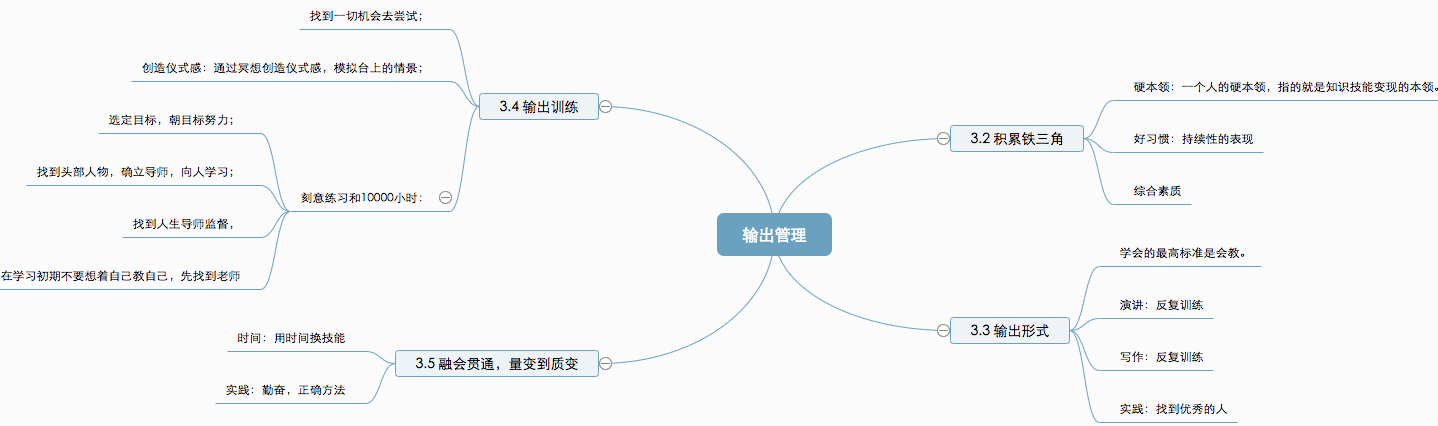 输出管理
3.2 积累铁三角
硬本领：一个人的硬本领，指的就是知识技能变现的本领。
好习惯：持续性的表现
综合素质
3.3 输出形式
学会的最高标准是会教。
演讲：反复训练
写作：反复训练
实践：找到优秀的人
3.4 输出训练
找到一切机会去尝试；
创造仪式感：通过冥想创造仪式感，模拟台上的情景；
刻意练习和10000小时：
选定目标，朝目标努力；
找到头部人物，确立导师，向人学习；
找到人生导师监督，
在学习初期不要想着自己教自己，先找到老师
3.5 融会贯通，量变到质变
时间：用时间换技能
实践：勤奋，正确方法